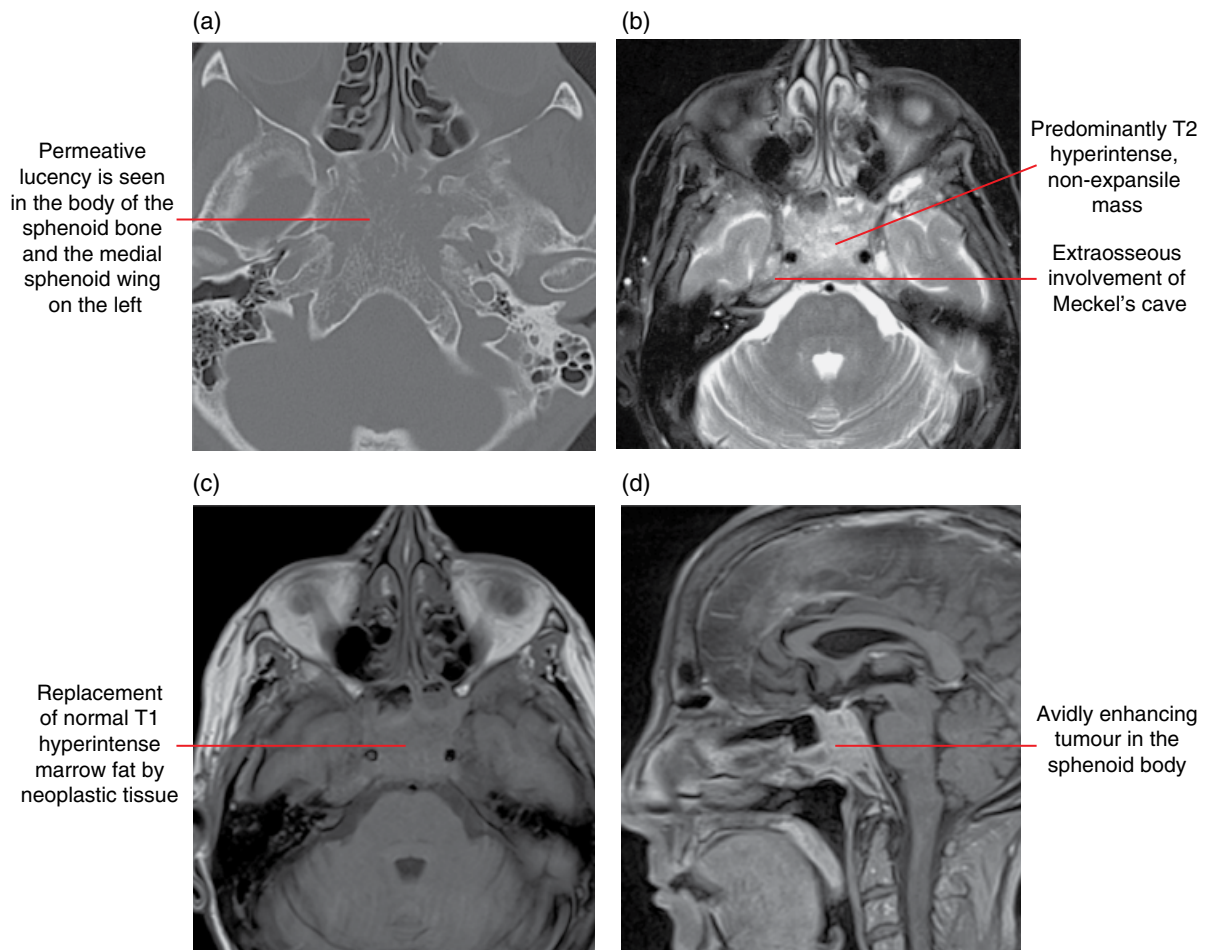 (a)
Permeative
lucency is seen
in the body of the
sphenoid bone
and the medial
sphenoid wing
on the left
(b)
Predominantly T2
hyperintense,
non-expansile
mass
Extraosseous
involvement of
Meckel’s cave
(c)
Replacement
of normal T1
hyperintense
marrow fat by
neoplastic tissue
(d)
Avidly enhancing
tumour in the
sphenoid body